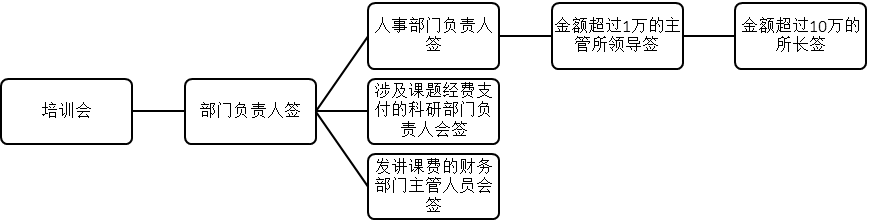 培训会
部门负责人签
人事部门负责人
签
金额超过1万的主
管所领导签
金额超过10万的
所长签
涉及课题经费支
付的科研部门负
责人会签
发讲课费的财务
部门主管人员会
签